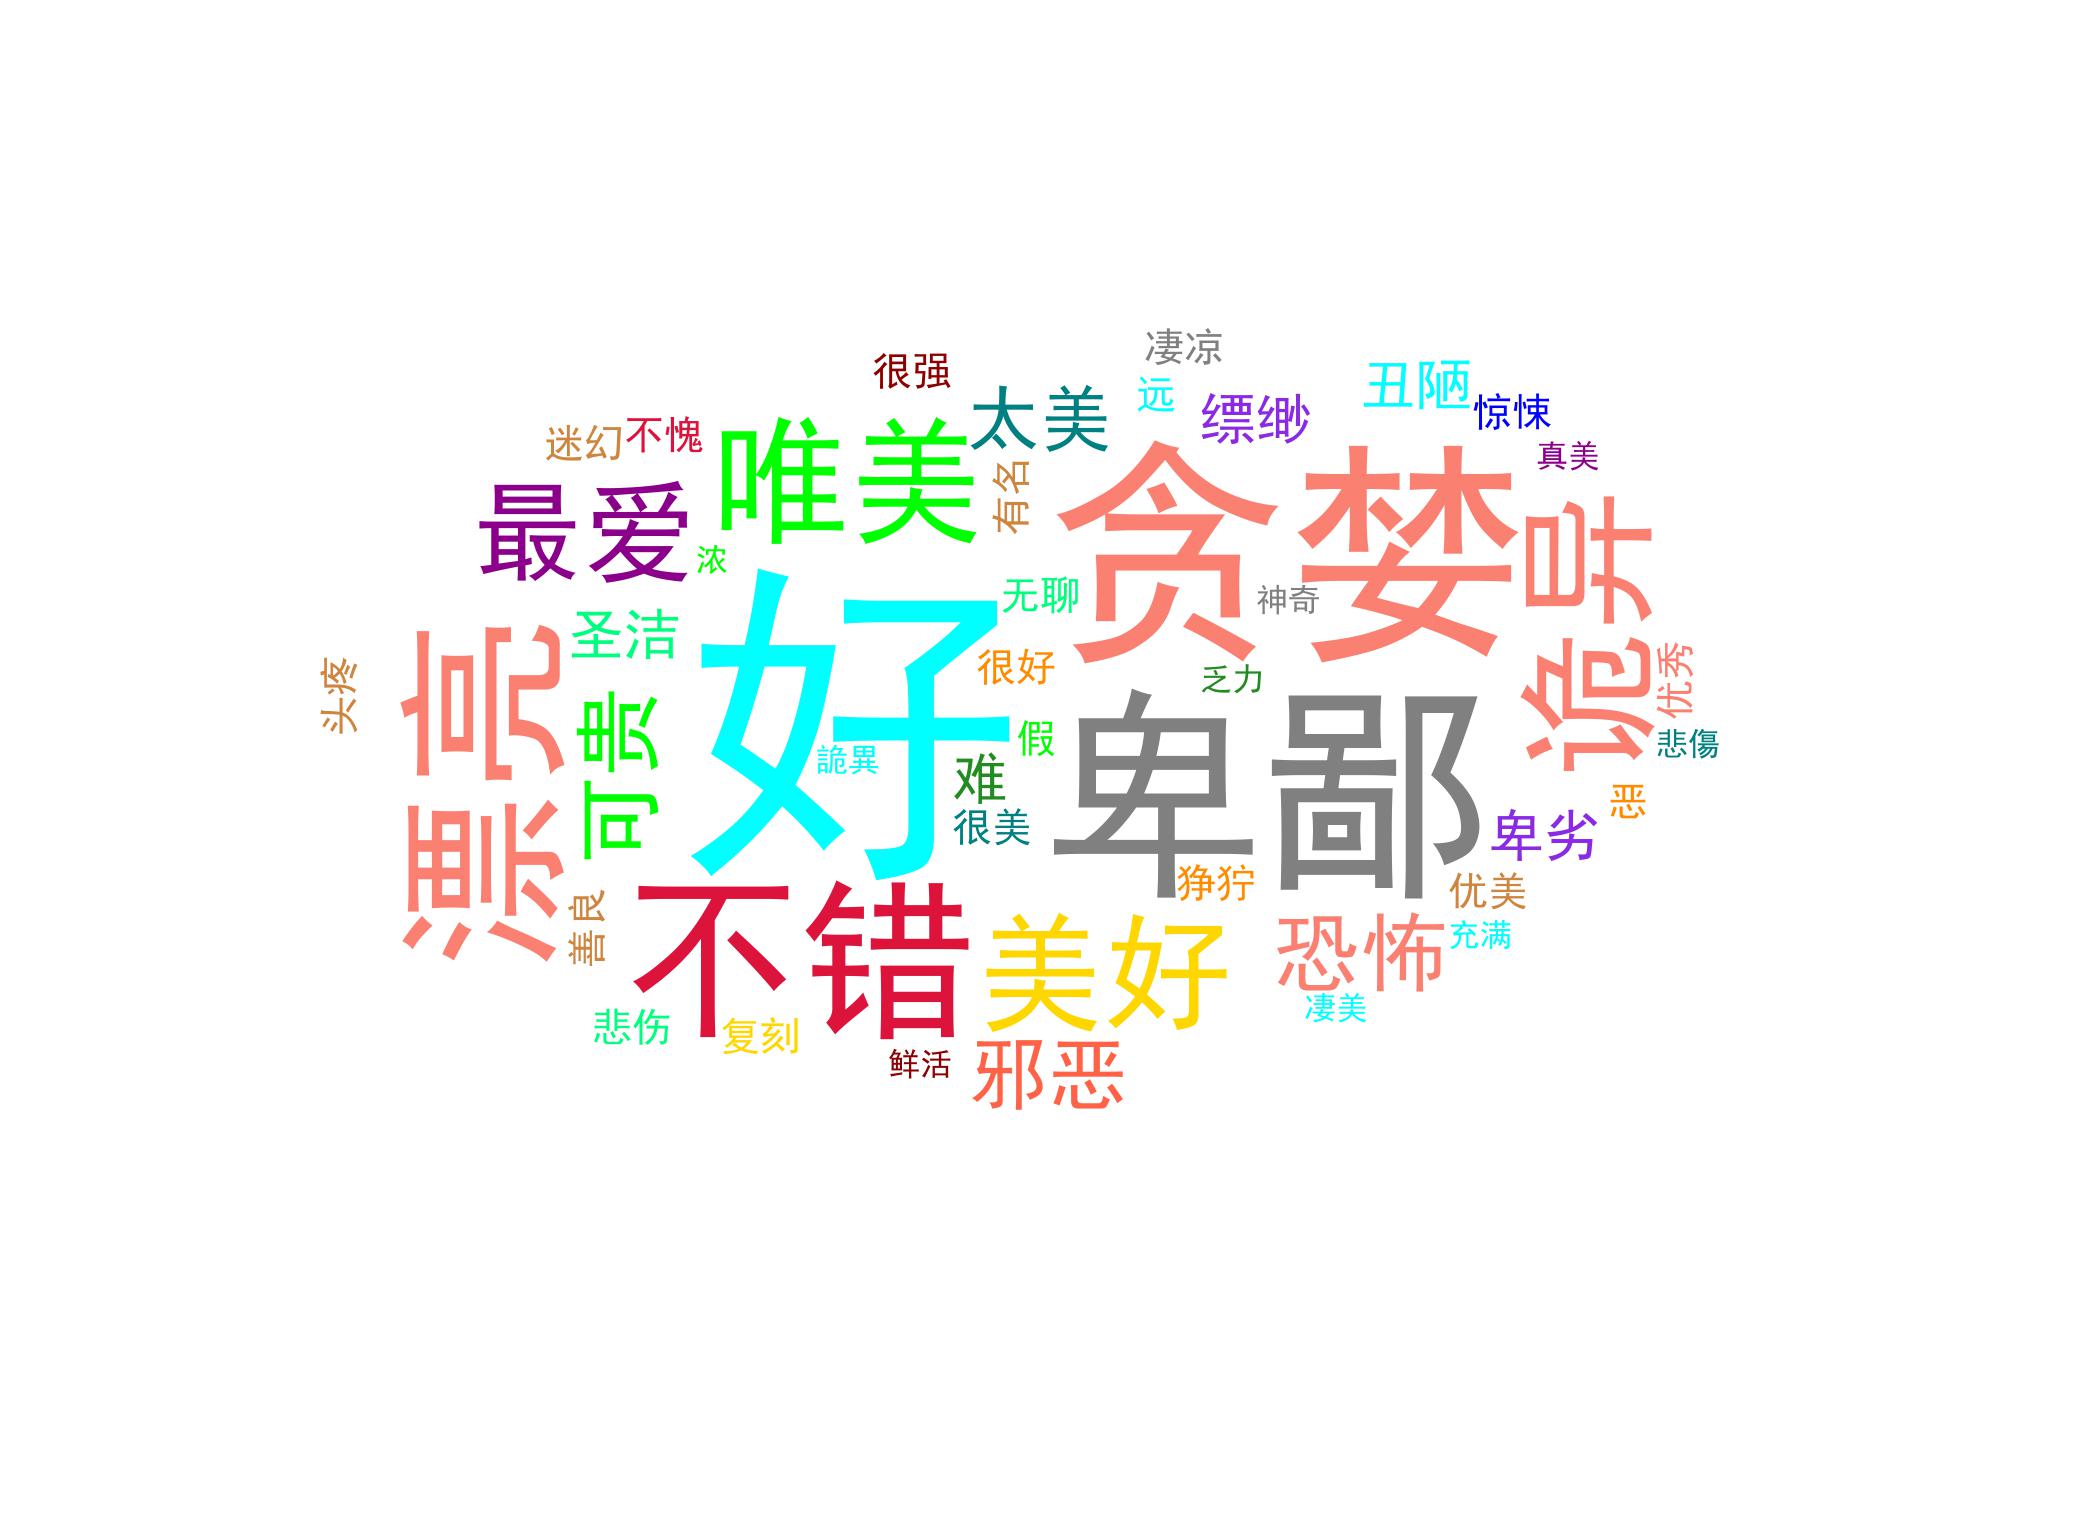 凄凉
很强
远
丑陋
太美
缥缈
惊悚
迷幻
不愧
唯美
真美
有名
贪婪
最爱
浓
诡异
好
无聊
神奇
圣洁
很好
乏力
优秀
头疼
漂亮
可贵
假
悲傷
詭異
难
卑鄙
恶
很美
卑劣
狰狞
优美
善良
不错
美好
恐怖
充满
凄美
悲伤
复刻
鲜活
邪恶